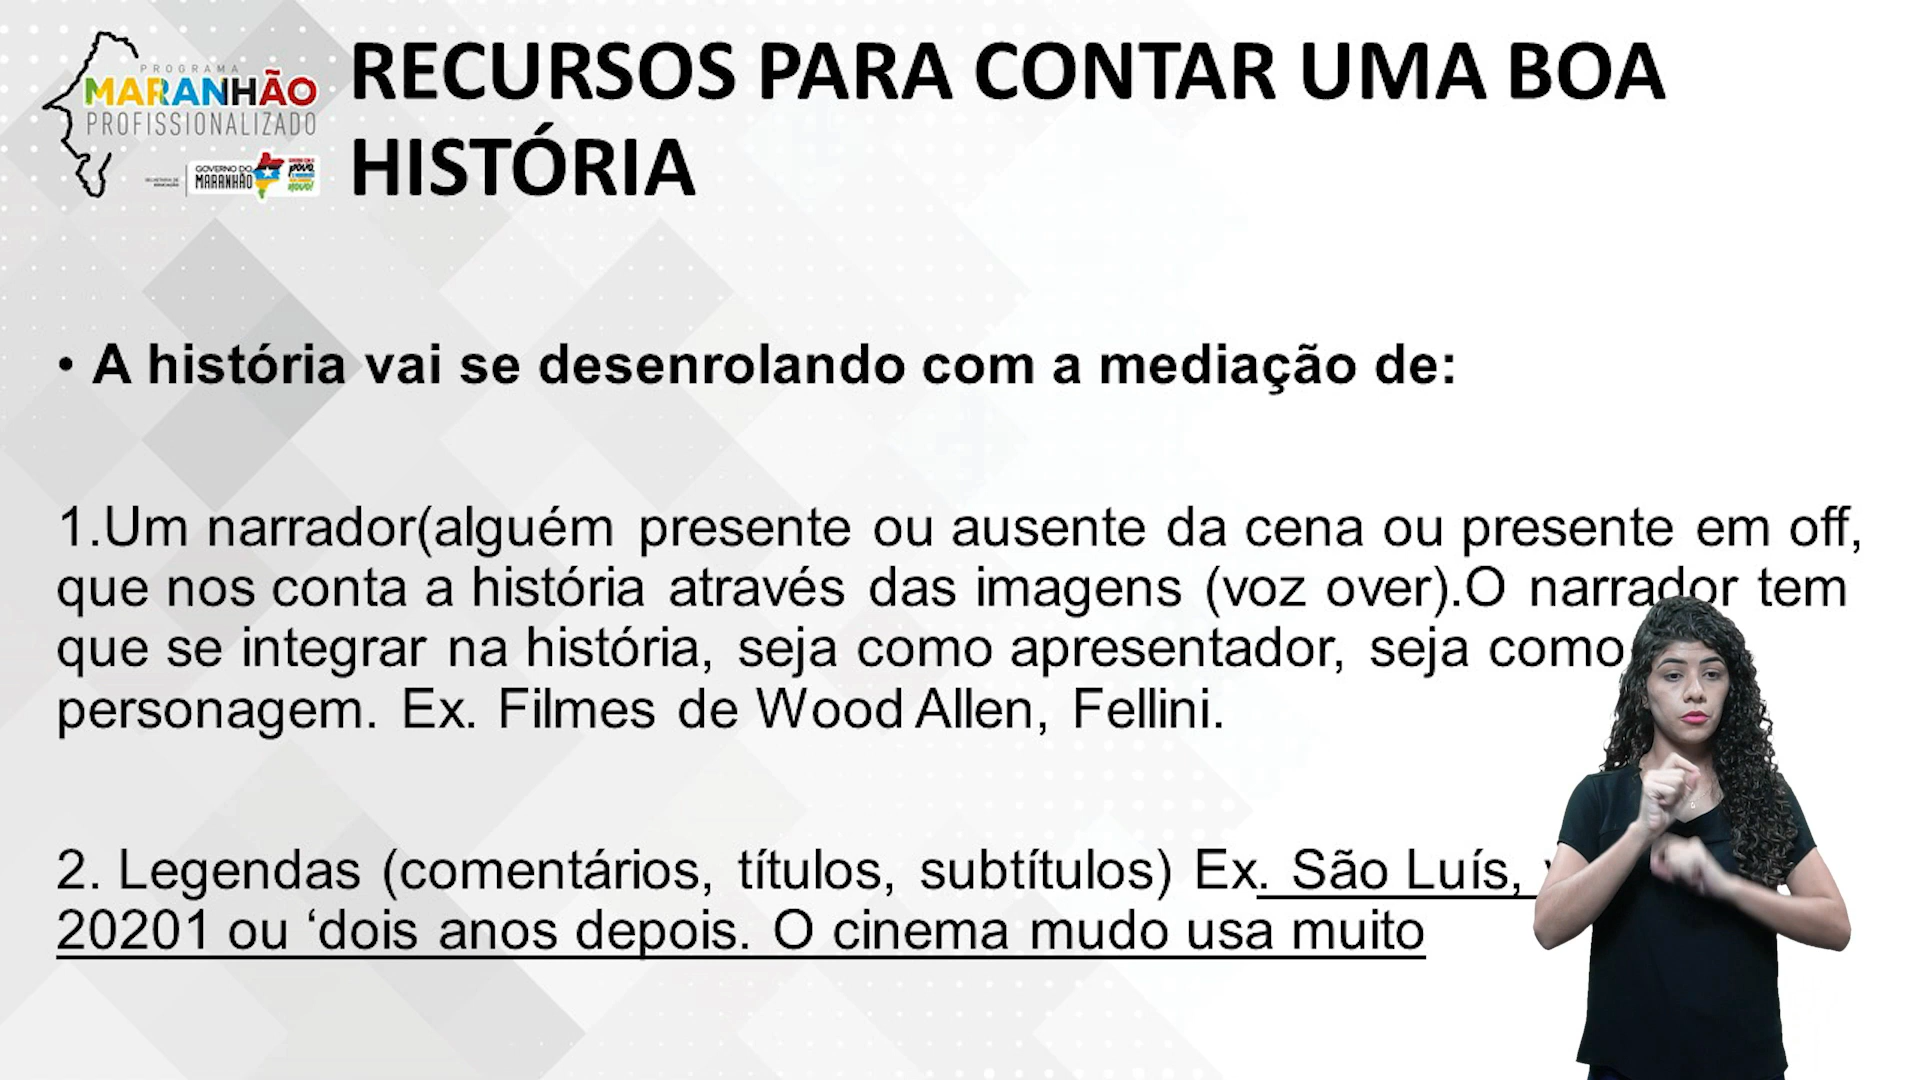 PROGRAMA
MARANHÃO
PROFISSIONALIZADO
SECRETARIA DE
EDUCAÇÃO
GOVERNO DO
MARANHÃO
RECURSOS PARA CONTAR UMA BOA
HISTÓRIA
• A história vai se desenrolando com a mediação de:
1.Um narrador(alguém presente ou ausente da cena ou presente em off,
que nos conta a história através das imagens (voz over).O narrador tem
que se integrar na história, seja como apresentador, seja como
personagem. Ex. Filmes de Wood Allen, Fellini.
2. Legendas (comentários, títulos, subtítulos) Ex. São Luís,
20201 ou ‘dois anos depois. O cinema mudo usa muito